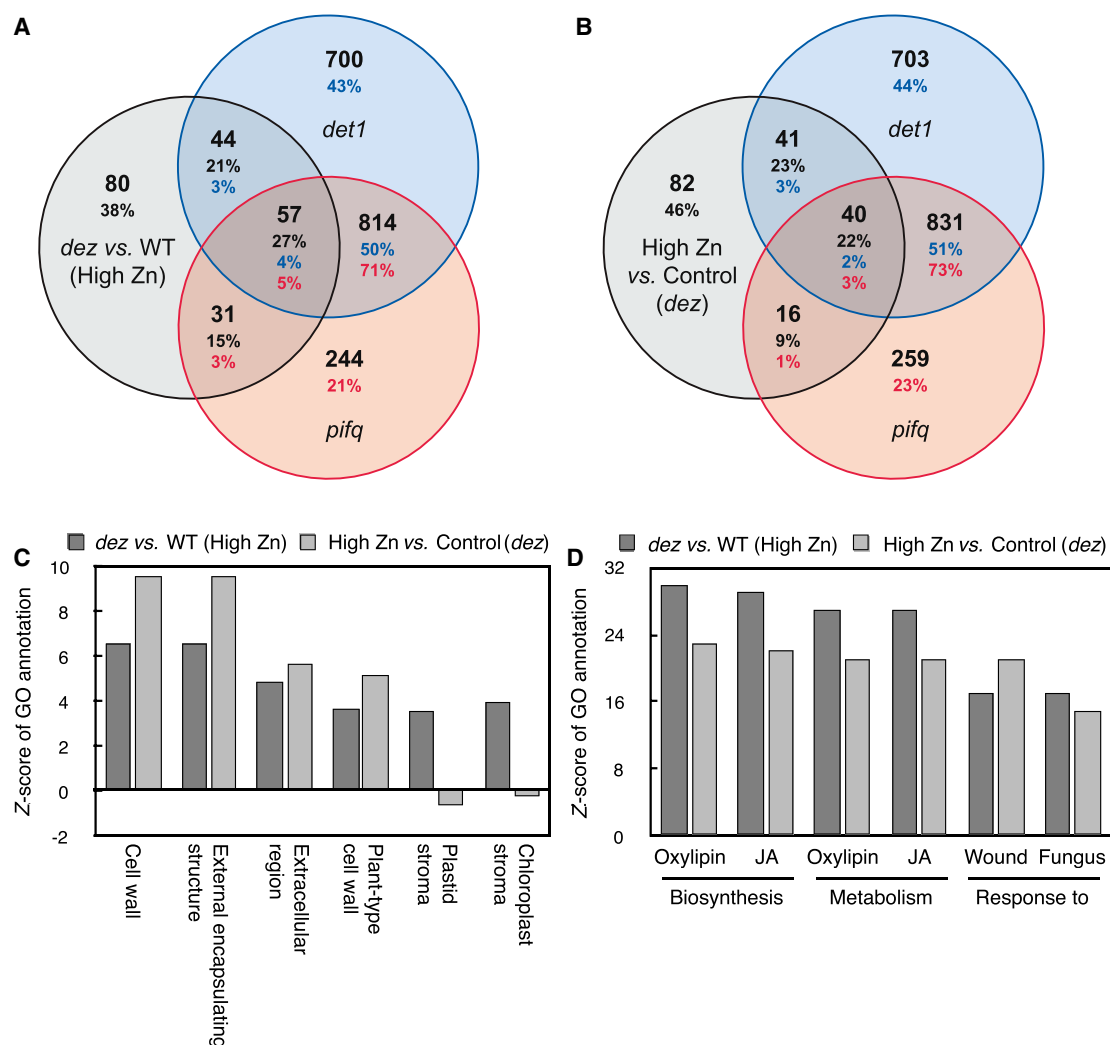 A
700
43%
det1
44
21%
3%
80
38%
dez vs. WT
(High Zn)
57
27%
4%
5%
814
50%
71%
31
15%
3%
244
21%
pifq
B
703
44%
det1
41
23%
3%
82
46%
High Zn
vs. Control
(dez)
40
22%
2%
3%
831
51%
73%
16
9%
1%
259
23%
pifq
C
dez vs. WT (High Zn)
High Zn vs. Control (dez)
Z-score of GO annotation
10
8
6
4
2
0
-2
Cell wall
External encapsulating
structure
Extracellular
region
Plant-type
cell wall
Plastid
stroma
Chloroplast
stroma
D
dez vs. WT (High Zn)
High Zn vs. Control (dez)
Z-score of GO annotation
32
24
16
8
0
Oxylipin
JA
Oxylipin
JA
Wound
Fungus
Biosynthesis
Metabolism
Response to